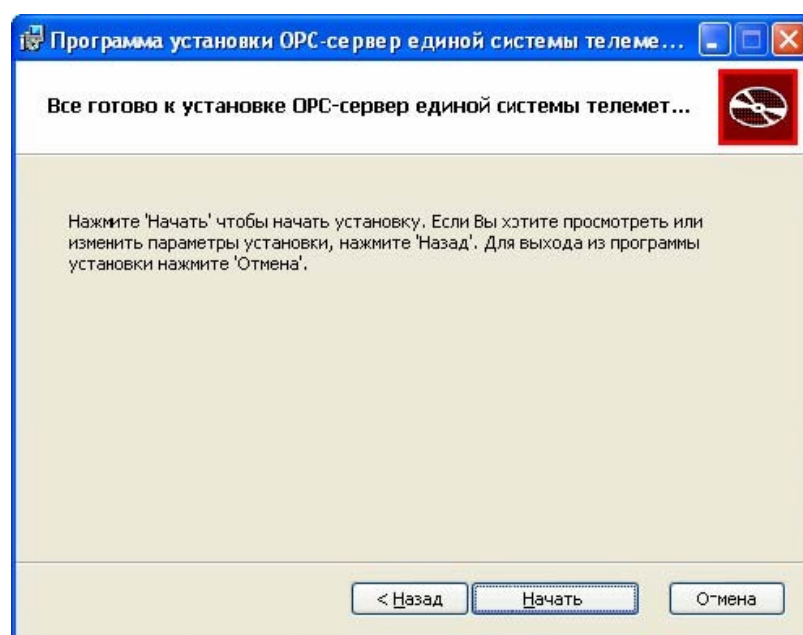 Программа установки ОРС-сервер единой системы телеме...
Все готово к установке ОРС-сервер единой системы телемет...
Нажмите 'Начать' чтобы начать установку. Если Вы хотите просмотреть или
изменить параметры установки, нажмите 'Назад'. Для выхода из программы
установки нажмите 'Отмена'.
< Назад
Начать
Отмена